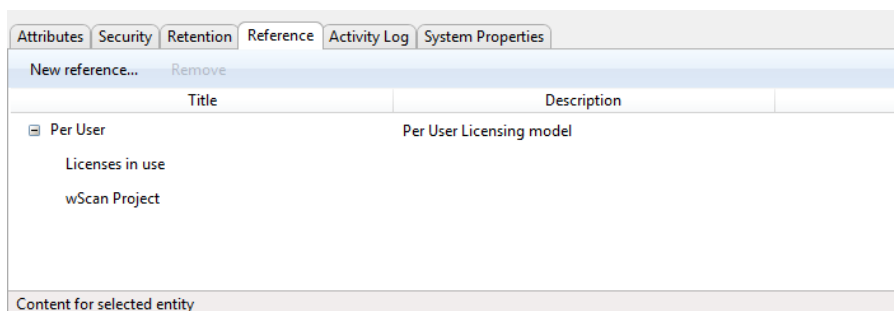 Attributes Security Retention Reference Activity Log System Properties
New reference... Remove
Title Description
Per User Per User Licensing model
Licenses in use
wScan Project
Content for selected entity